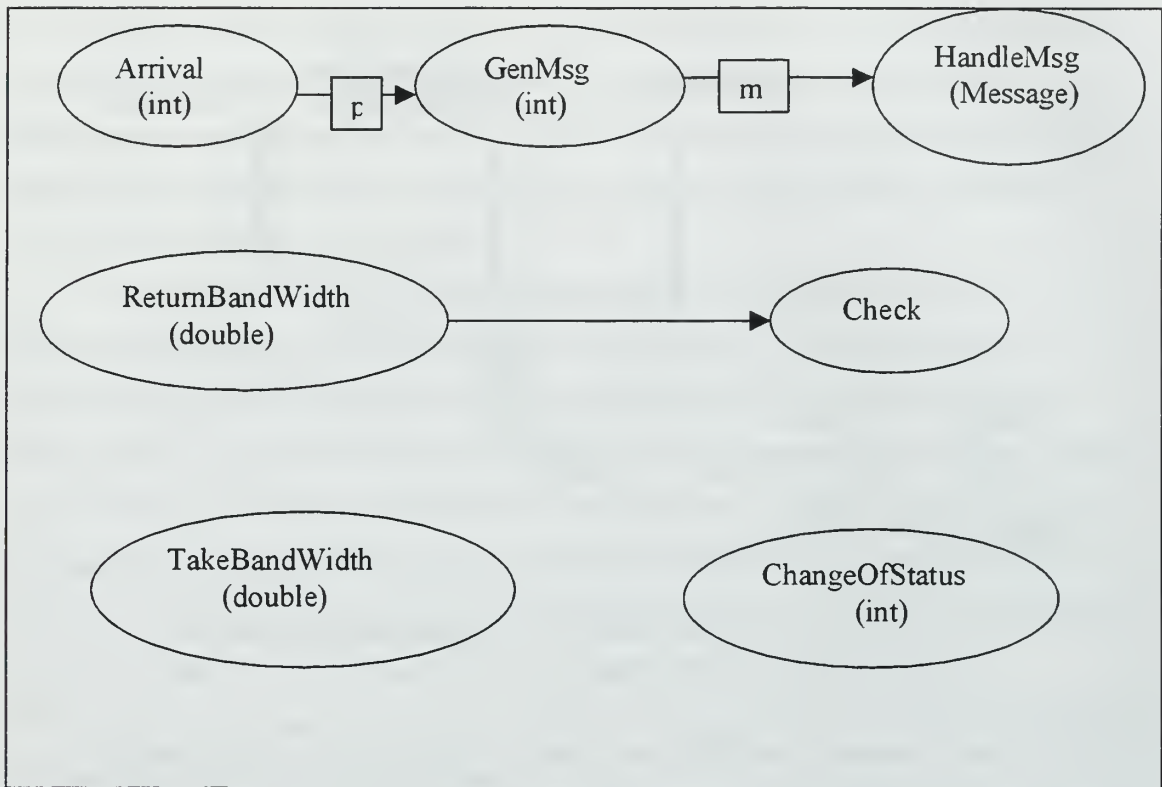 Arrival
(int)
p
GenMsg
(int)
m
HandleMsg
(Message)
ReturnBandWidth
(double)
Check
TakeBandWidth
(double)
ChangeOfStatus
(int)